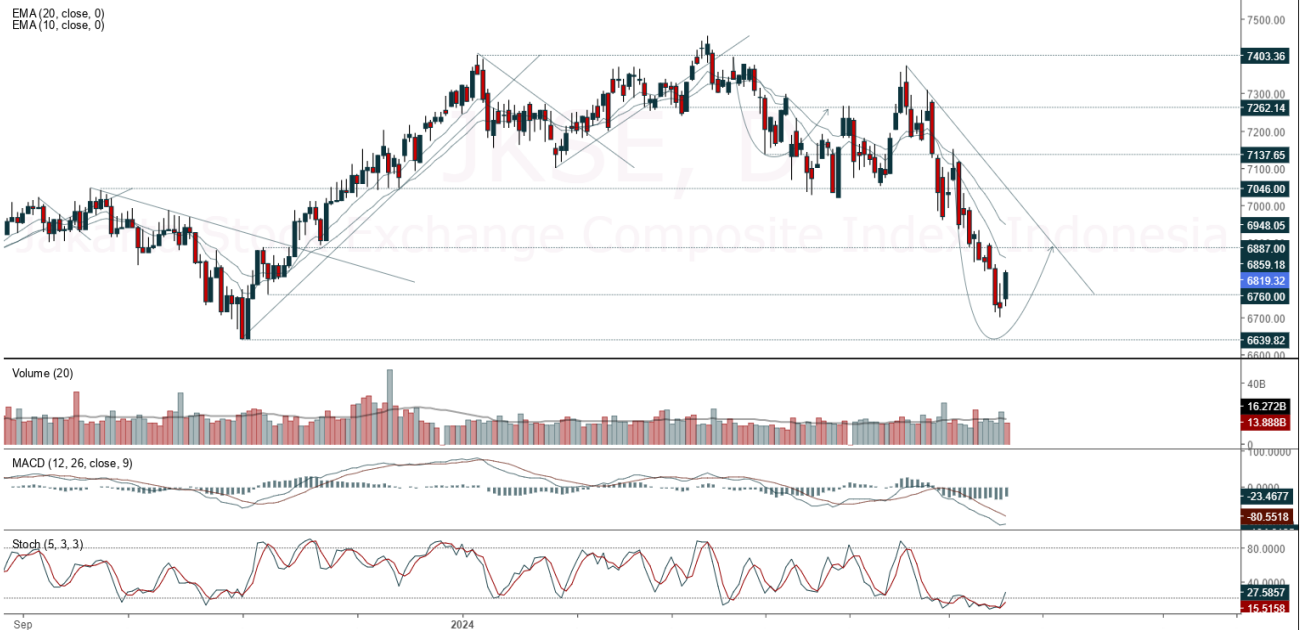 EMA (20, close, 0)
EMA (10, close, 0)
JKSE, D
Jakarta Stock Exchange Composite Index, Indonesia
7500.00
7403.36
7300.00
7262.14
7200.00
7137.65
7100.00
7046.00
7000.00
6948.05
6887.00
6859.18
6819.32
6760.00
6700.00
6639.82
6600.00
Volume (20)
40B
16.272B
13.888B
0
MACD (12, 26, close, 9)
100.0000
0.0000
-23.4677
-80.5518
Stoch (5, 3, 3)
80.0000
40.0000
27.5857
15.5158
Sep
2024